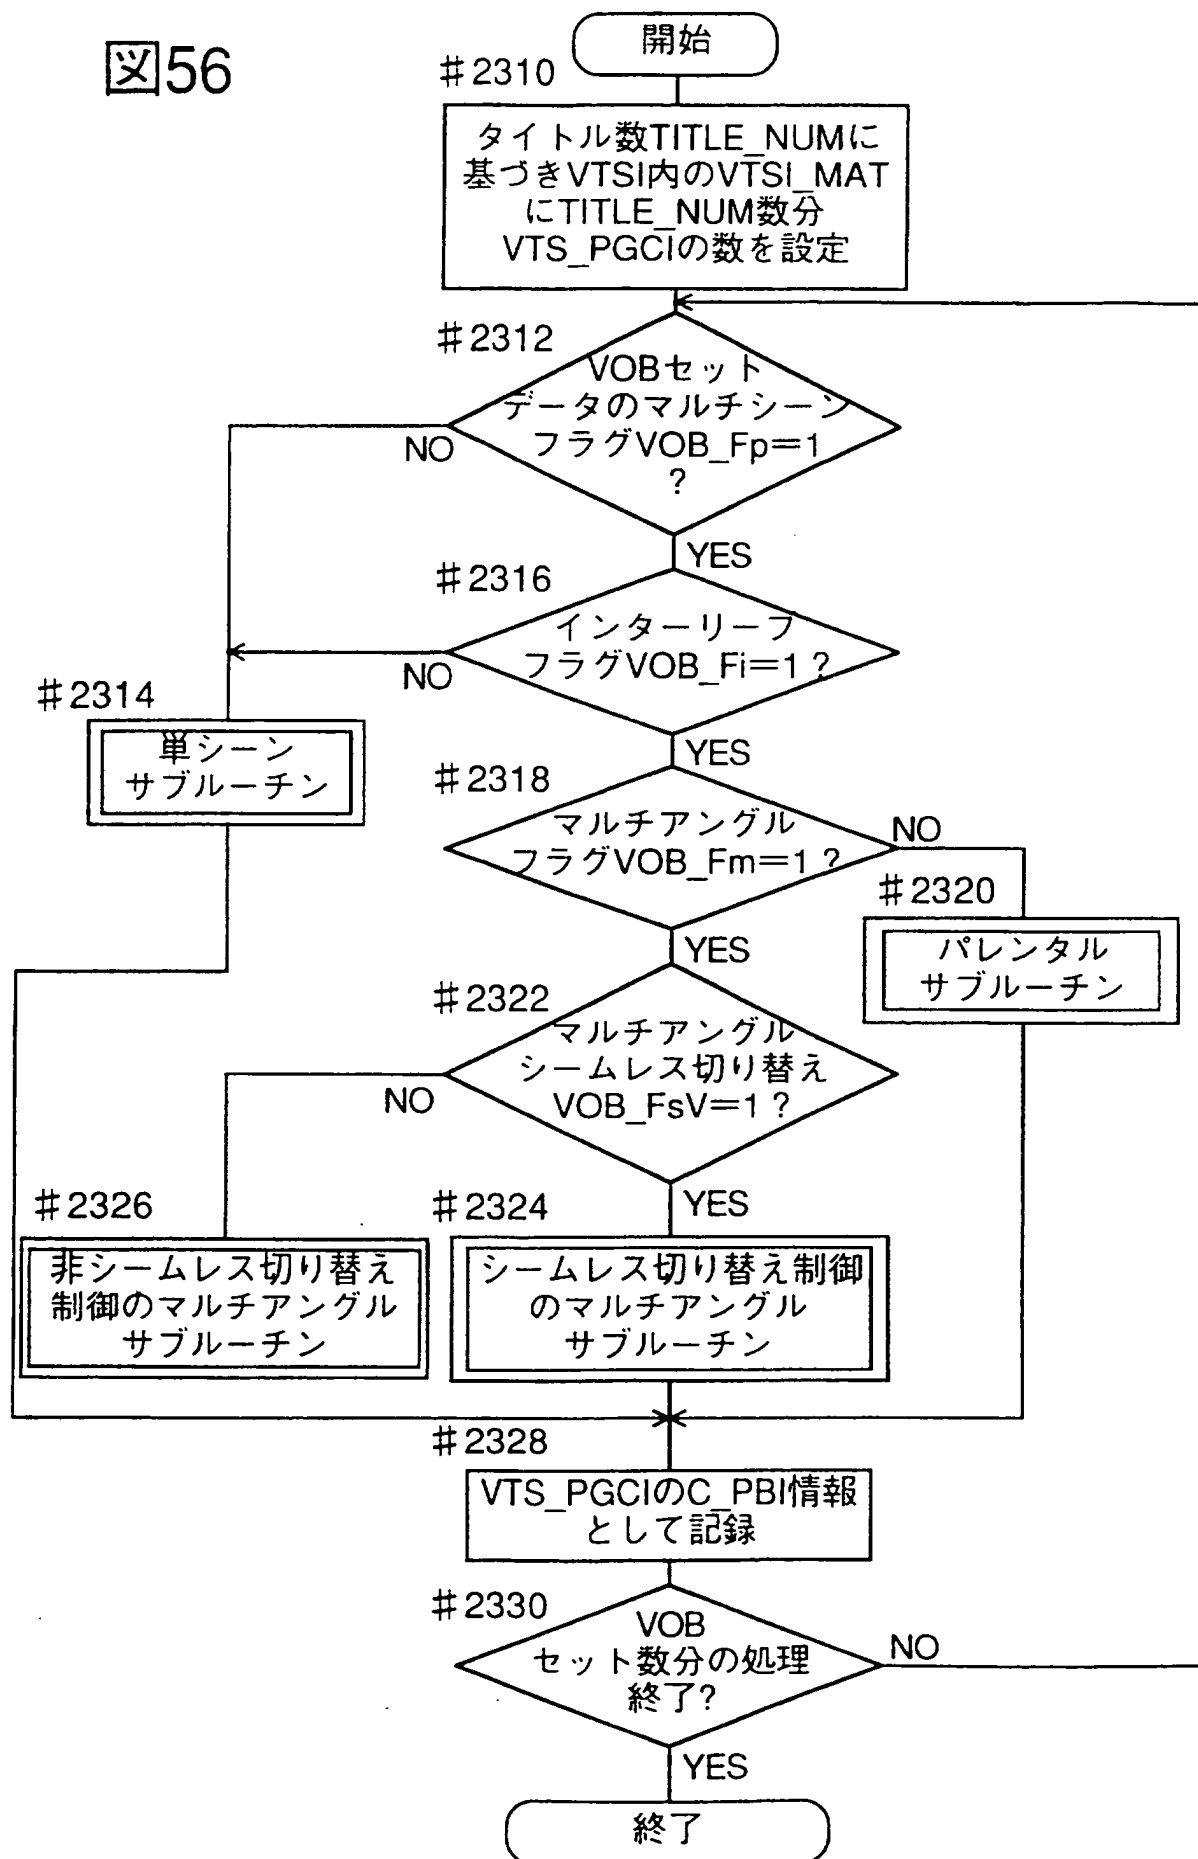 図56
開始
#2310
タイトル数TITLE_NUMに
基づきVTSI内のVTSI_MAT
にTITLE_NUM数分
VTS_PGCIの数を設定
#2312
VOBセット
データのマルチシーン
フラグVOB_Fp=1
?
NO
YES
#2316
インターリーフ
フラグVOB_Fi=1?
NO
YES
#2314
単シーン
サブルーチン
#2318
マルチアングル
フラグVOB_Fm=1?
NO
YES
#2320
パレンタル
サブルーチン
#2322
マルチアングル
シームレス切り替え
VOB_FsV=1?
NO
YES
#2326
非シームレス切り替え
制御のマルチアングル
サブルーチン
#2324
シームレス切り替え制御
のマルチアングル
サブルーチン
#2328
VTS_PGCIのC_PBI情報
として記録
#2330
VOB
セット数分の処理
終了?
NO
YES
終了